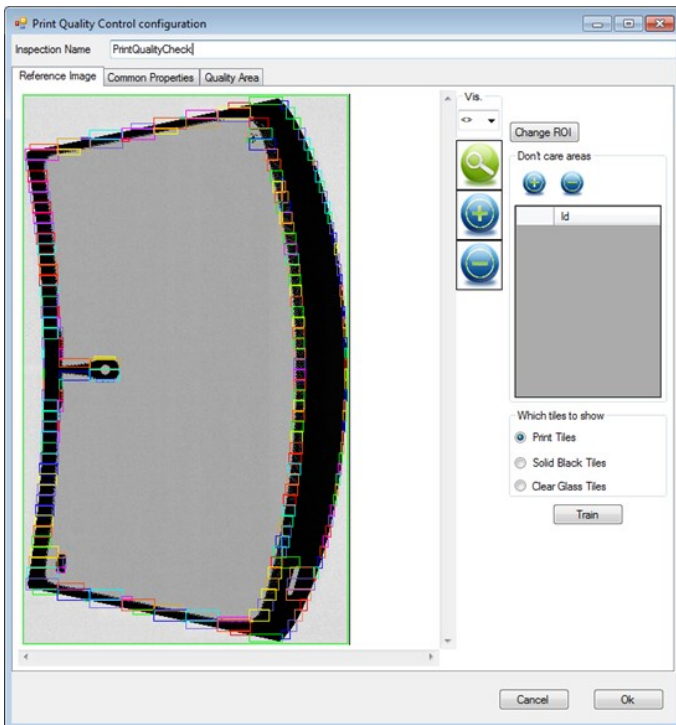 Print Quality Control configuration
Inspection Name PrintQualityCheck
Reference Image Common Properties Quality Area
Vis.
<>
Change ROI
Don't care areas
Id
Which tiles to show
Print Tiles
Solid Black Tiles
Clear Glass Tiles
Train
Cancel Ok